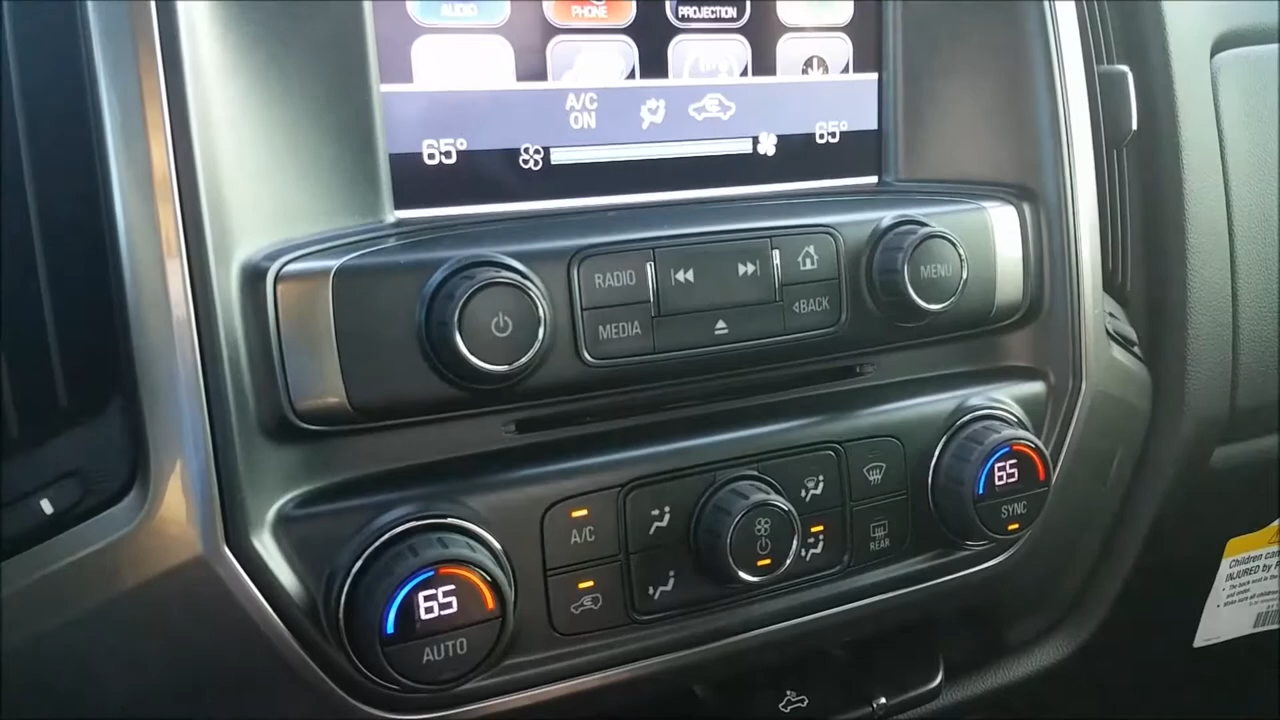 AUDIO
PHONE
PROJECTION
A/C
ON
65°
65°
RADIO
MEDIA
BACK
MENU
A/C
REAR
65
SYNC
65
AUTO
Children can
INJURED by